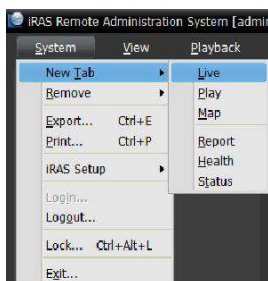 iRAS Remote Administration System [admi
System View Playback
New Tab Live
Remove Play
Map
Export... Ctrl+E
Print... Ctrl+P Report
iRAS Setup Health
Status
Login...
Logout...
Lock... Ctrl+Alt+L
Exit...